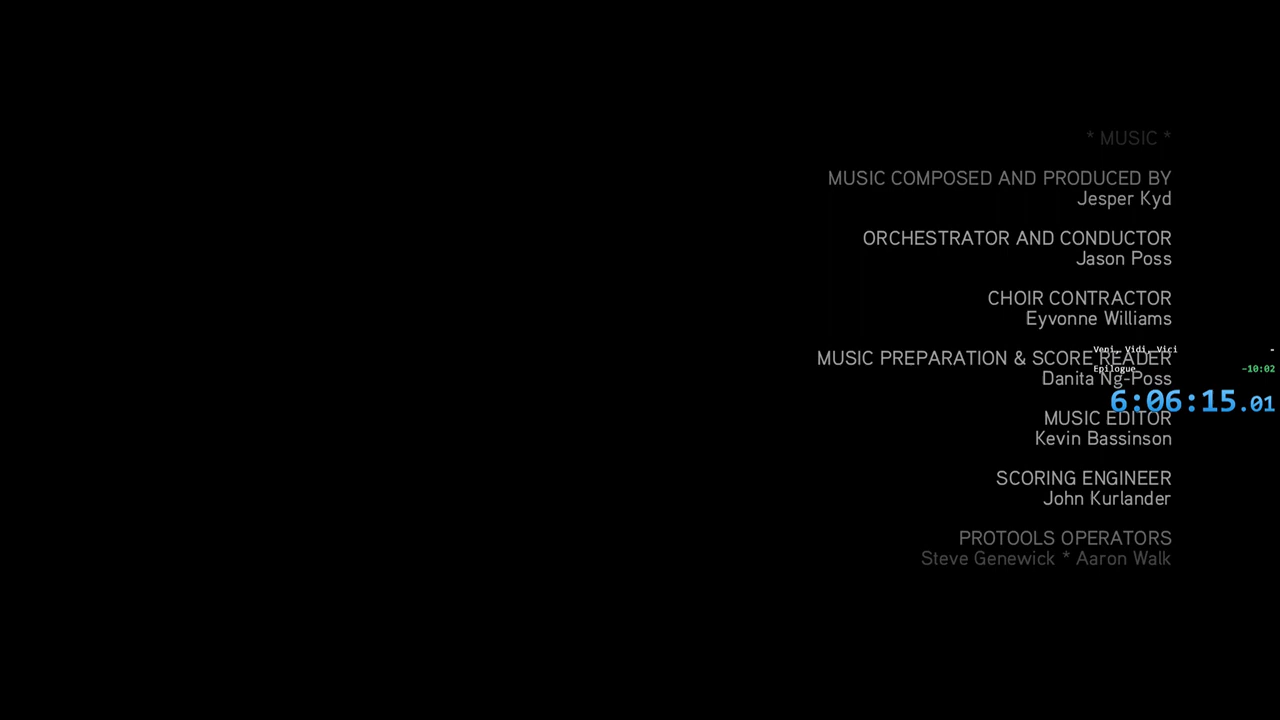 * MUSIC *
MUSIC COMPOSED AND PRODUCED BY
Jesper Kyd
ORCHESTRATOR AND CONDUCTOR
Jason Poss
CHOIR CONTRACTOR
Eyvonne Williams
Veni, Vidi, Vici -
MUSIC PREPARATION & SCORE READER
Epilogue -10:02
Danita Ng-Poss
6:06:15.01
MUSIC EDITOR
Kevin Bassinson
SCORING ENGINEER
John Kurlander
PROTOOLS OPERATORS
Steve Genewick * Aaron Walk